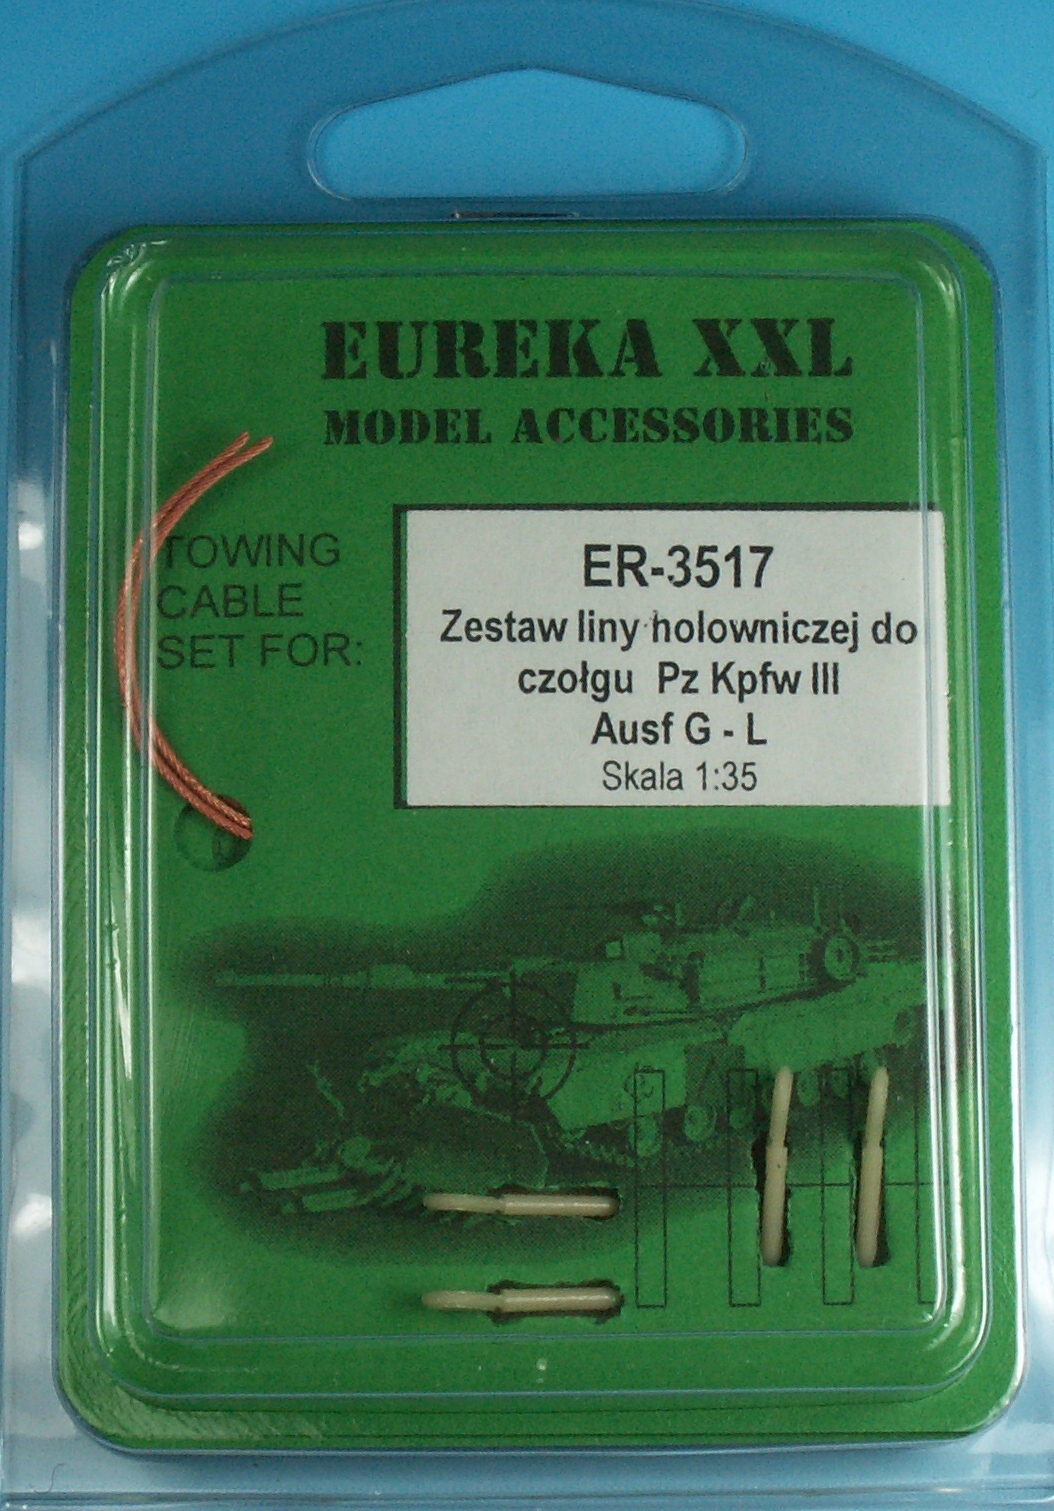 EUREKA XXL
MODEL ACCESSORIES
TOWING
CABLE
SET FOR:
ER-3517
Zestaw liny holowniczej do
czołgu Pz Kpfw III
Ausf G - L
Skala 1:35